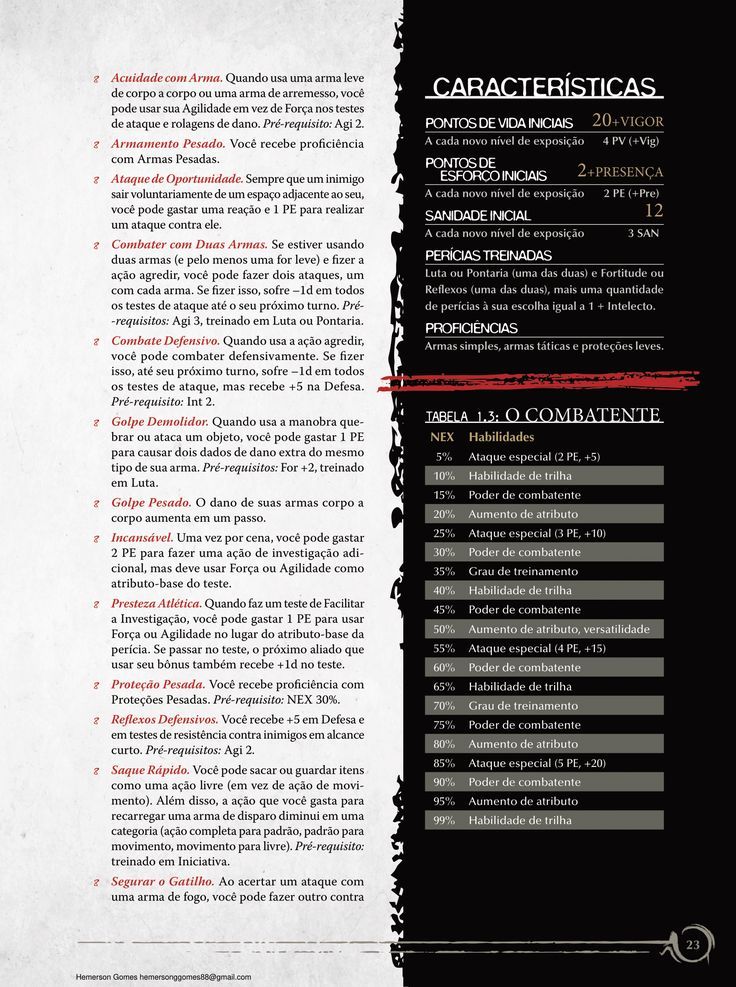 Acuidade com Arma. Quando usa uma arma leve
de corpo a corpo ou uma arma de arremesso, você
pode usar sua Agilidade em vez de Força nos testes
de ataque e rolagens de dano. Pré-requisito: Agi 2.
Armamento Pesado. Você recebe proficiência
com Armas Pesadas.
Ataque de Oportunidade. Sempre que um inimigo
sair voluntariamente de um espaço adjacente ao seu,
você pode gastar uma reação e 1 PE para realizar
um ataque contra ele.
Combater com Duas Armas. Se estiver usando
duas armas (e pelo menos uma for leve) e fizer a
ação agredir, você pode fazer dois ataques, um
com cada arma. Se fizer isso, sofre –1d em todos
os testes de ataque até o seu próximo turno. Pré-
-requisitos: Agi 3, treinado em Luta ou Pontaria.
Combate Defensivo. Quando usa a ação agredir,
você pode combater defensivamente. Se fizer
isso, até seu próximo turno, sofre –1d em todos
os testes de ataque, mas recebe +5 na Defesa.
Pré-requisito: Int 2.
Golpe Demolidor. Quando usa a manobra que-
brar ou ataca um objeto, você pode gastar 1 PE
para causar dois dados de dano extra do mesmo
tipo de sua arma. Pré-requisitos: For +2, treinado
em Luta.
Golpe Pesado. O dano de suas armas corpo a
corpo aumenta em um passo.
Incansável. Uma vez por cena, você pode gastar
2 PE para fazer uma ação de investigação adi-
cional, mas deve usar Força ou Agilidade como
atributo-base do teste.
Presteza Atlética. Quando faz um teste de Facilitar
a Investigação, você pode gastar 1 PE para usar
Força ou Agilidade no lugar do atributo-base da
perícia. Se passar no teste, o próximo aliado que
usar seu bônus também recebe +1d no teste.
Proteção Pesada. Você recebe proficiência com
Proteções Pesadas. Pré-requisito: NEX 30%.
Reflexos Defensivos. Você recebe +5 em Defesa e
em testes de resistência contra inimigos em alcance
curto. Pré-requisitos: Agi 2.
Saque Rápido. Você pode sacar ou guardar itens
como uma ação livre (em vez de ação de movi-
mento). Além disso, a ação que você gasta para
recarregar uma arma de disparo diminui em uma
categoria (ação completa para padrão, padrão para
movimento, movimento para livre). Pré-requisito:
treinado em Iniciativa.
Segurar o Gatilho. Ao acertar um ataque com
uma arma de fogo, você pode fazer outro contra
CARACTERÍSTICAS
PONTOS DE VIDA INICIAIS 20+VIGOR
A cada novo nível de exposição 4 PV (+Vig)
PONTOS DE
ESFORCO INICIAIS 2+PRESENÇA
A cada novo nível de exposição 2 PE (+Pre)
SANIDADE INICIAL 12
A cada novo nível de exposição 3 SAN
PERÍCIAS TREINADAS
Luta ou Pontaria (uma das duas) e Fortitude ou
Reflexos (uma das duas), mais uma quantidade
de perícias à sua escolha igual a 1 + Intelecto.
PROFICIÊNCIAS
Armas simples, armas táticas e proteções leves.
TABELA 1.3: O COMBATENTE
NEX Habilidades
5% Ataque especial (2 PE, +5)
10% Habilidade de trilha
15% Poder de combatente
20% Aumento de atributo
25% Ataque especial (3 PE, +10)
30% Poder de combatente
35% Grau de treinamento
40% Habilidade de trilha
45% Poder de combatente
50% Aumento de atributo, versatilidade
55% Ataque especial (4 PE, +15)
60% Poder de combatente
65% Habilidade de trilha
70% Grau de treinamento
75% Poder de combatente
80% Aumento de atributo
85% Ataque especial (5 PE, +20)
90% Poder de combatente
95% Aumento de atributo
99% Habilidade de trilha
23
Hemerson Gomes hemersonggomes88@gmail.com